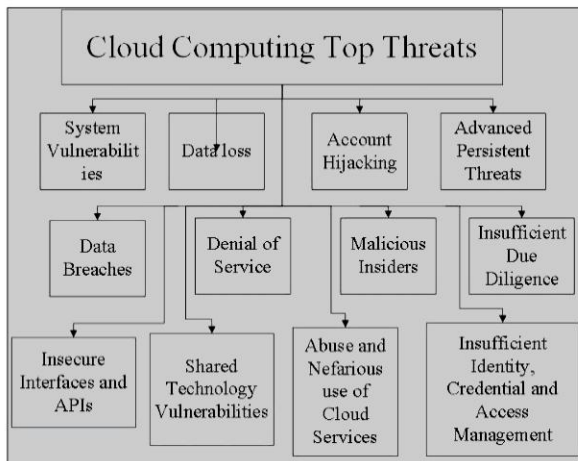 Cloud Computing Top Threats
System
Vulnerabilit
ies
Data loss
Account
Hijacking
Advanced
Persistent
Threats
Data
Breaches
Denial of
Service
Malicious
Insiders
Insufficient
Due
Diligence
Insecure
Interfaces and
APIs
Shared
Technology
Vulnerabilities
Abuse and
Nefarious
use of
Cloud
Services
Insufficient
Identity,
Credential and
Access
Management